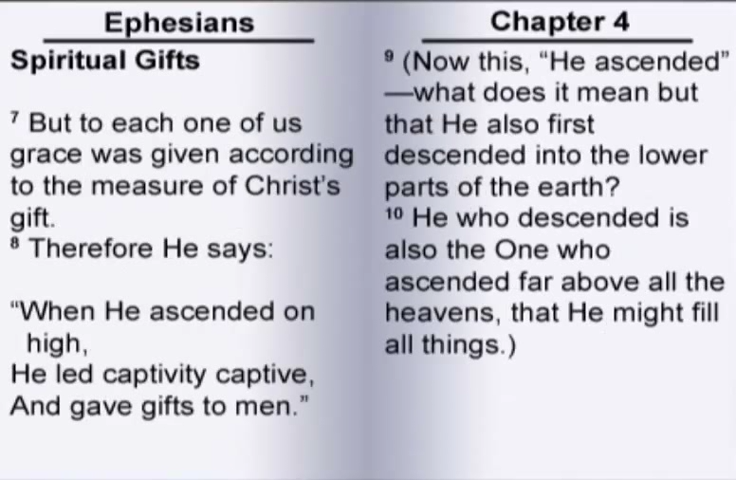 Ephesians
Spiritual Gifts
⁷ But to each one of us
grace was given according
to the measure of Christ's
gift.
⁸ Therefore He says:
“When He ascended on
high,
He led captivity captive,
And gave gifts to men.”
Chapter 4
⁹ (Now this, “He ascended”
—what does it mean but
that He also first
descended into the lower
parts of the earth?
¹⁰ He who descended is
also the One who
ascended far above all the
heavens, that He might fill
all things.)